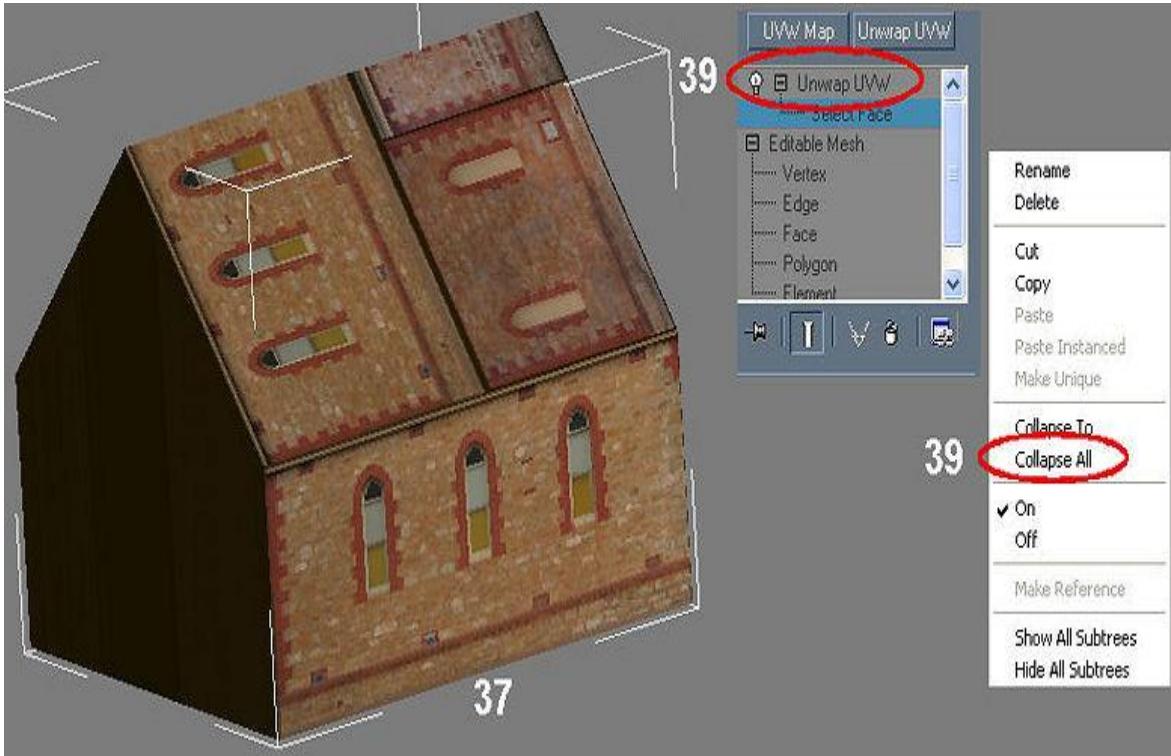 UVW Map Unwrap UVW
39 Unwrap UVW
Select Face
Editable Mesh
Vertex
Edge
Face
Polygon
Element
Rename
Delete
Cut
Copy
Paste
Paste Instanced
Make Unique
Collapse To
39 Collapse All
On
Off
Make Reference
Show All Subtrees
Hide All Subtrees
37